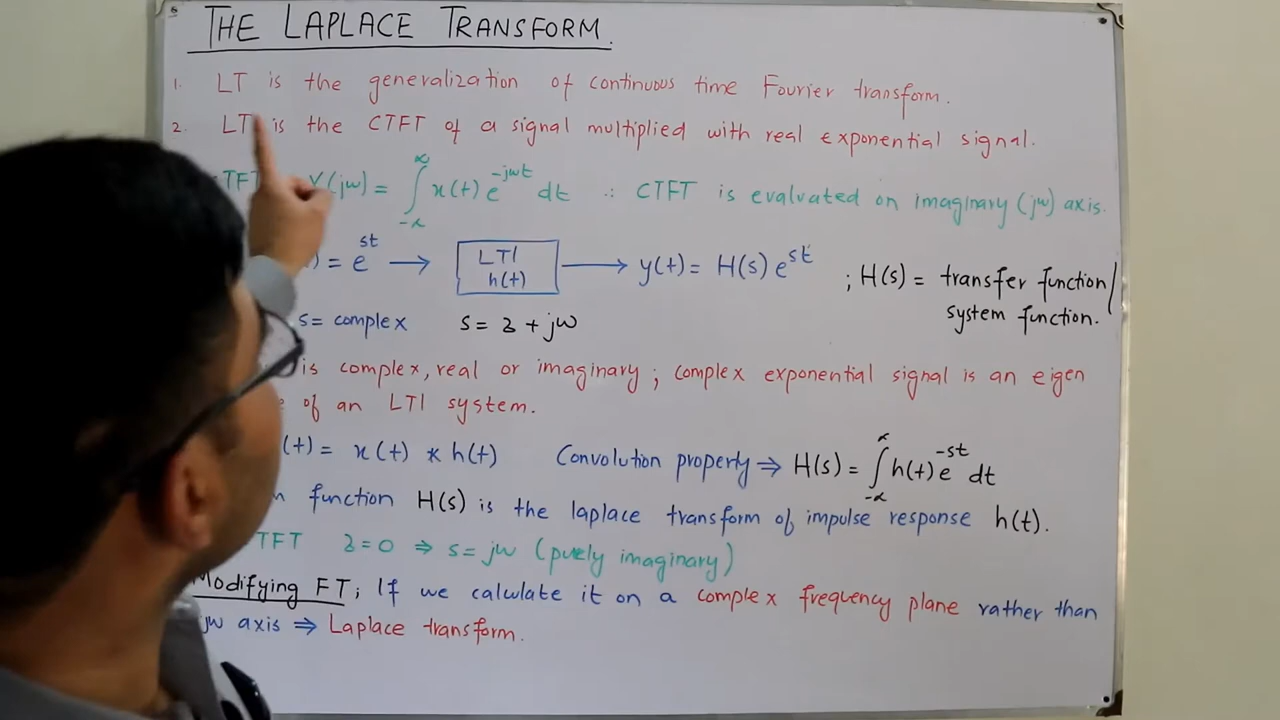 THE LAPLACE TRANSFORM.
1. LT is the generalization of continuous time Fourier transform.
2. LT is the CTFT of a signal multiplied with real exponential signal.
X(jω) = ∫_{-∞}^{∞} x(t) e^{-jωt} dt ∴ CTFT is evaluated on imaginary (jω) axis.
= e^{st} → LTI h(t) → y(t) = H(s) e^{st} ; H(s) = transfer function/
system function.
s = complex s = 3 + jω
is complex, real or imaginary ; complex exponential signal is an eigen
of an LTI system.
(t) = x(t) * h(t) Convolution property ⇒ H(s) = ∫_{-∞}^{∞} h(t) e^{-st} dt
function H(s) is the laplace transform of impulse response h(t).
TFT 3=0 ⇒ s = jω (purely imaginary)
Modifying FT ; If we calculate it on a complex frequency plane rather than
jω axis ⇒ Laplace transform.